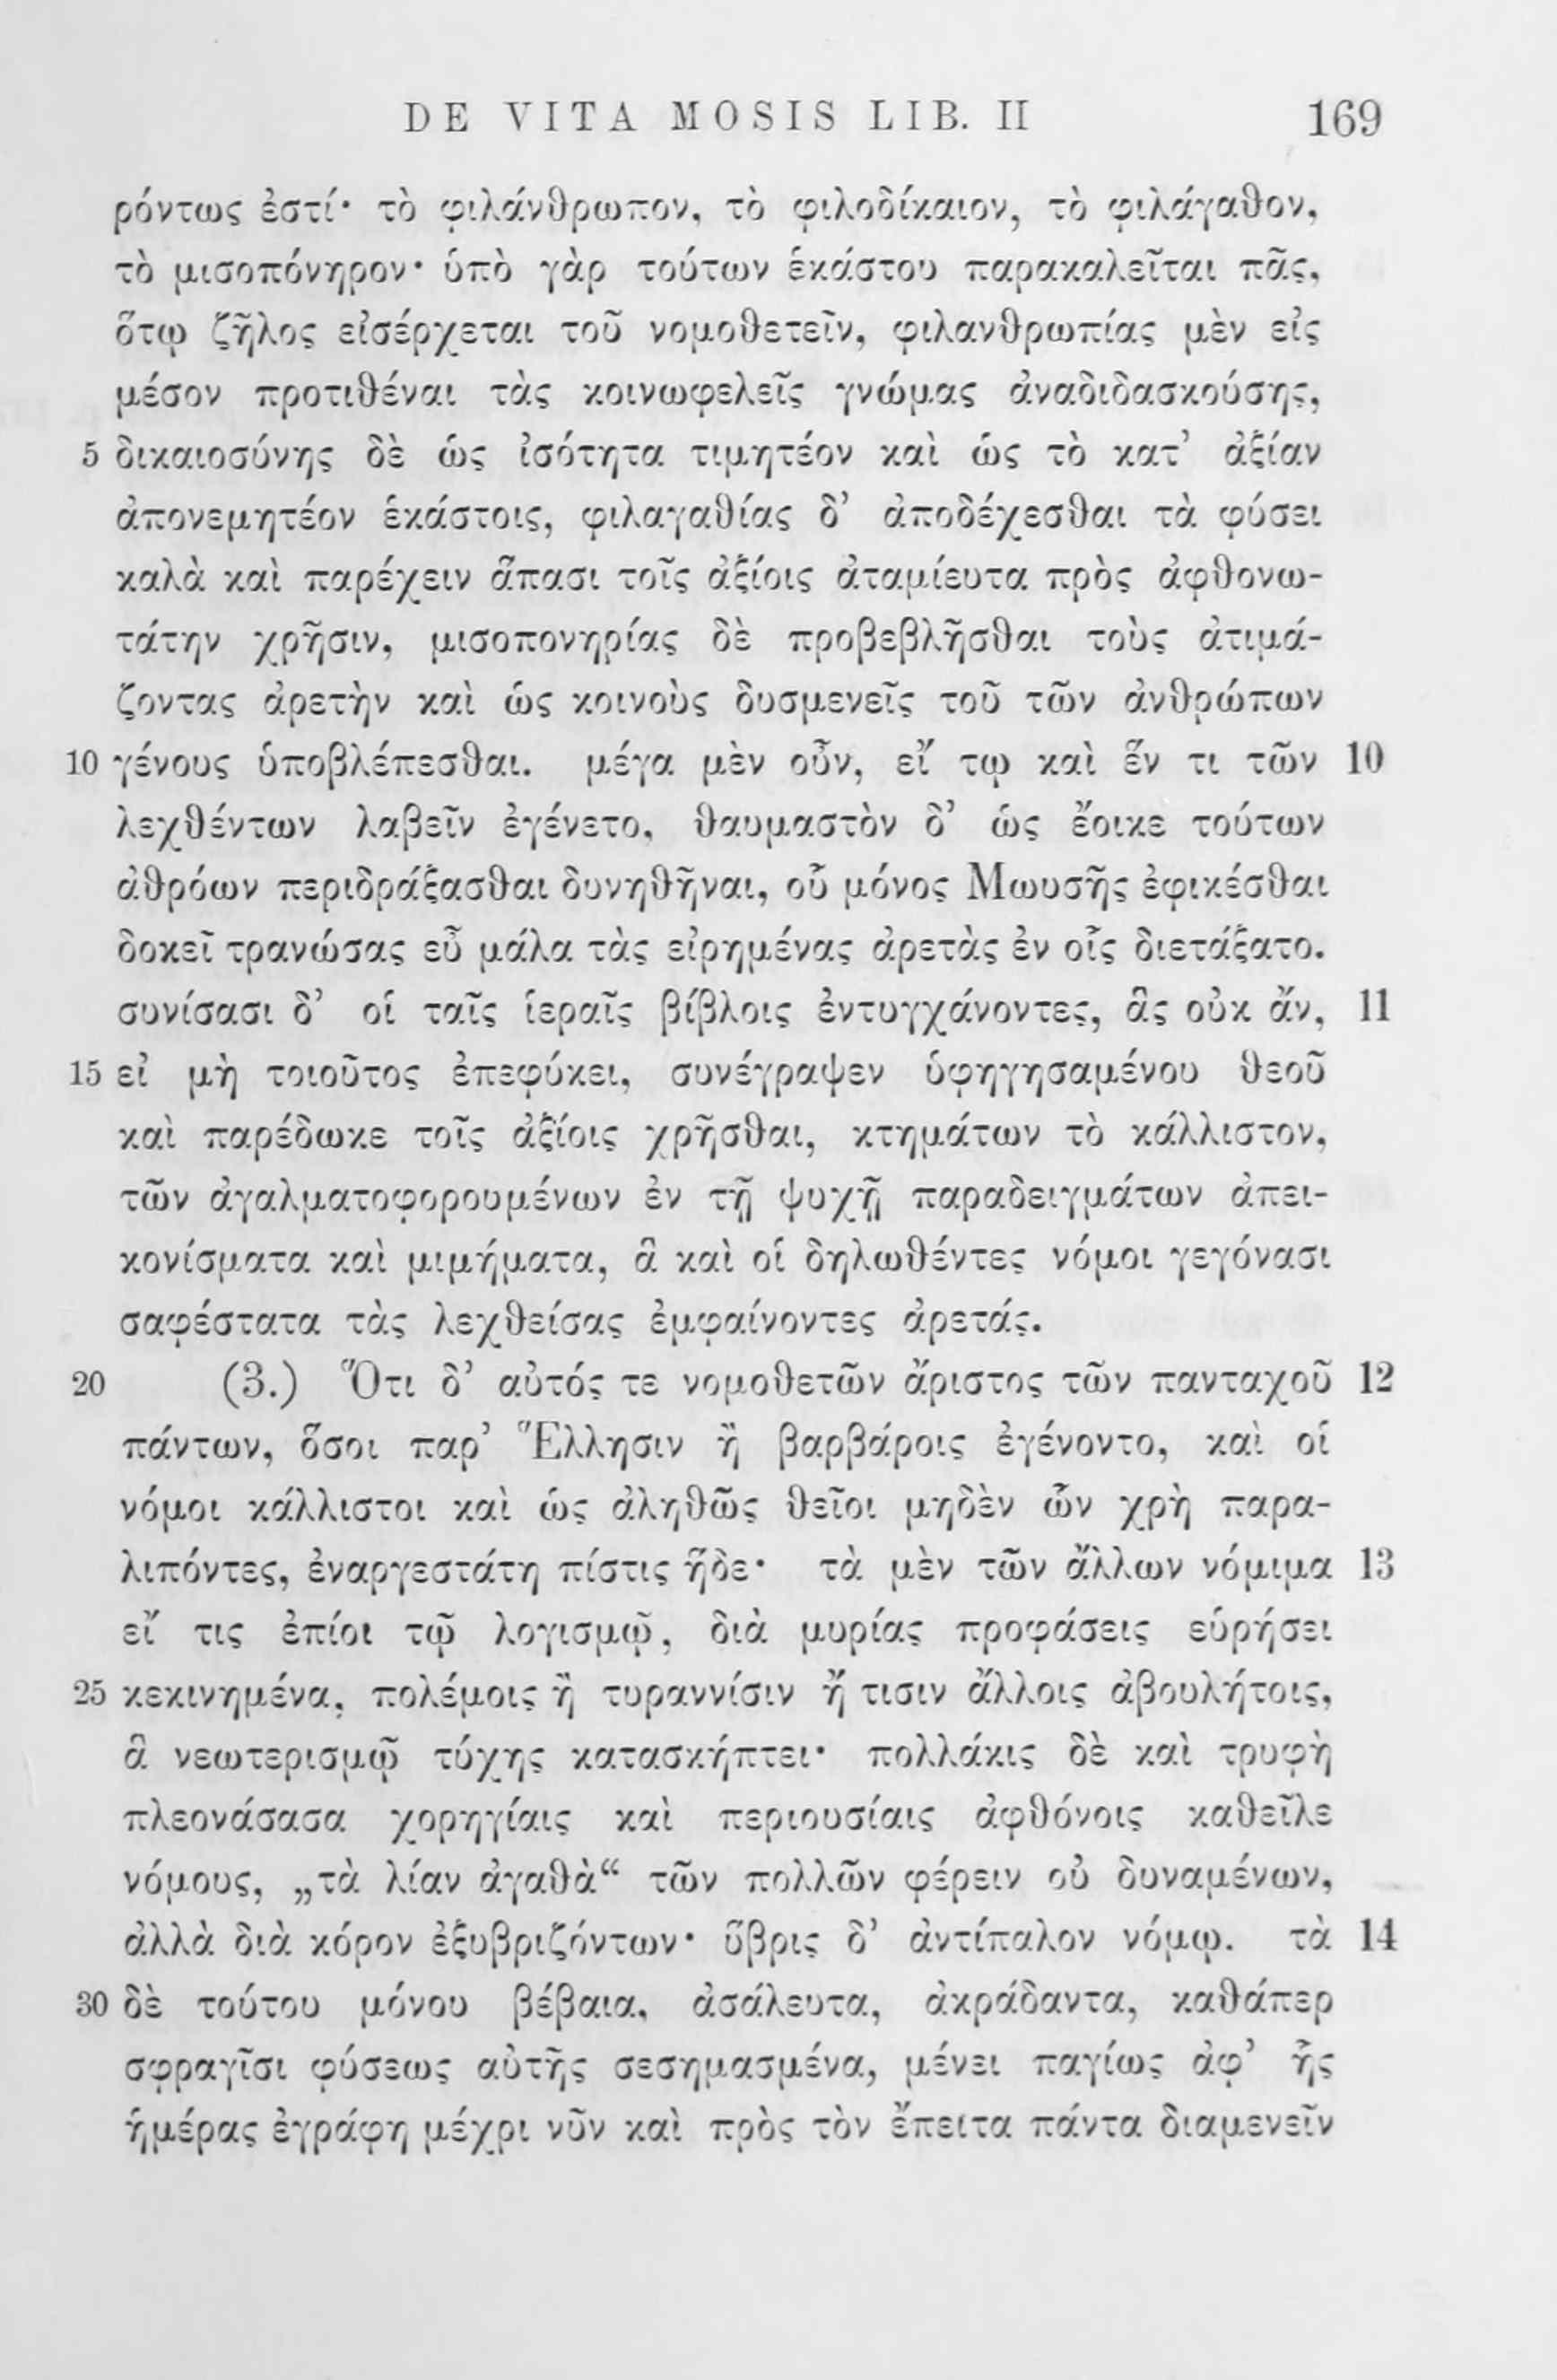 DE VITA MOSIS LIB. II 169
ρόντως ἐστί· τὸ φιλάνθρωπον, τὸ φιλοδίκαιον, τὸ φιλάγαθον,
τὸ μισοπόνηρον· ὑπὸ γὰρ τούτων ἑκάστου παρακαλεῖται πᾶς,
ὅτῳ ζῆλος εἰσέρχεται τοῦ νομοθετεῖν, φιλανθρωπίας μὲν εἰς
μέσον προτιθέναι τὰς κοινωφελεῖς γνώμας ἀναδιδασκούσης,
5 δικαιοσύνης δὲ ὡς ἰσότητα τιμητέον καὶ ὡς τὸ κατ’ ἀξίαν
ἀπονεμητέον ἑκάστοις, φιλαγαθίας δ’ ἀποδέχεσθαι τὰ φύσει
καλὰ καὶ παρέχειν ἅπασι τοῖς ἀξίοις ἀταμίευτα πρὸς ἀφθονω-
τάτην χρῆσιν, μισοπονηρίας δὲ προβεβλῆσθαι τοὺς ἀτιμά-
ζοντας ἀρετὴν καὶ ὡς κοινοὺς δυσμενεῖς τοῦ τῶν ἀνθρώπων
10 γένους ὑποβλέπεσθαι. μέγα μὲν οὖν, εἴ τῳ καὶ ἕν τι τῶν 10
λεχθέντων λαβεῖν ἐγένετο, θαυμαστὸν δ’ ὡς ἔοικε τούτων
ἀθρόων περιδράξασθαι δυνηθῆναι, οὗ μόνος Μωυσῆς ἐφικέσθαι
δοκεῖ τρανώσας εὖ μάλα τὰς εἰρημένας ἀρετὰς ἐν οἷς διετάξατο.
συνίσασι δ’ οἱ ταῖς ἱεραῖς βίβλοις ἐντυγχάνοντες, ἃς οὐκ ἄν, 11
15 εἰ μὴ τοιοῦτος ἐπεφύκει, συνέγραψεν ὑφηγησαμένου θεοῦ
καὶ παρέδωκε τοῖς ἀξίοις χρῆσθαι, κτημάτων τὸ κάλλιστον,
τῶν ἀγαλματοφορουμένων ἐν τῇ ψυχῇ παραδειγμάτων ἀπει-
κονίσματα καὶ μιμήματα, ἃ καὶ οἱ δηλωθέντες νόμοι γεγόνασι
σαφέστατα τὰς λεχθείσας ἐμφαίνοντες ἀρετάς.
20 (3.) Ὅτι δ’ αὐτός τε νομοθετῶν ἄριστος τῶν πανταχοῦ 12
πάντων, ὅσοι παρ’ Ἕλλησιν ἢ βαρβάροις ἐγένοντο, καὶ οἱ
νόμοι κάλλιστοι καὶ ὡς ἀληθῶς θεῖοι μηδὲν ὧν χρὴ παρα-
λιπόντες, ἐναργεστάτη πίστις ἥδε· τὰ μὲν τῶν ἄλλων νόμιμα 13
εἴ τις ἐπίοι τῷ λογισμῷ, διὰ μυρίας προφάσεις εὑρήσει
25 κεκινημένα, πολέμοις ἢ τυραννίσιν ἤ τισιν ἄλλοις ἀβουλήτοις,
ἃ νεωτερισμῷ τύχης κατασκήπτει· πολλάκις δὲ καὶ τρυφὴ
πλεονάσασα χορηγίαις καὶ περιουσίαις ἀφθόνοις καθεῖλε
νόμους, „τὰ λίαν ἀγαθὰ“ τῶν πολλῶν φέρειν οὐ δυναμένων,
ἀλλὰ διὰ κόρον ἐξυβριζόντων· ὕβρις δ’ ἀντίπαλον νόμῳ. τὰ 14
30 δὲ τούτου μόνου βέβαια, ἀσάλευτα, ἀκράδαντα, καθάπερ
σφραγῖσι φύσεως αὐτῆς σεσημασμένα, μένει παγίως ἀφ’ ἧς
ἡμέρας ἐγράφη μέχρι νῦν καὶ πρὸς τὸν ἔπειτα πάντα διαμενεῖν